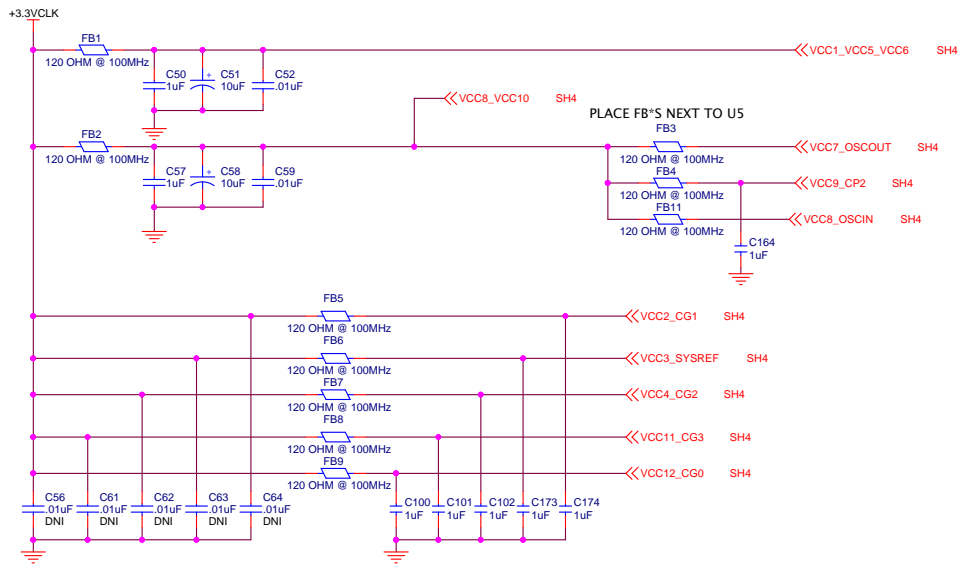 +3.3VCLK
FB1
120 OHM @ 100MHz
VCC1_VCC5_VCC6 SH4
C50
1uF
+
C51
10uF
C52
.01uF
VCC8_VCC10 SH4
PLACE FB*S NEXT TO U5
FB2
120 OHM @ 100MHz
FB3
120 OHM @ 100MHz
VCC7_OSCOUT SH4
C57
1uF
+
C58
10uF
C59
.01uF
FB4
120 OHM @ 100MHz
VCC9_CP2 SH4
FB11
120 OHM @ 100MHz
VCC8_OSCIN SH4
C164
1uF
FB5
120 OHM @ 100MHz
VCC2_CG1 SH4
FB6
120 OHM @ 100MHz
VCC3_SYSREF SH4
FB7
120 OHM @ 100MHz
VCC4_CG2 SH4
FB8
120 OHM @ 100MHz
VCC11_CG3 SH4
FB9
120 OHM @ 100MHz
VCC12_CG0 SH4
C56
.01uF
DNI
C61
.01uF
DNI
C62
.01uF
DNI
C63
.01uF
DNI
C64
.01uF
DNI
C100
1uF
C101
1uF
C102
1uF
C173
1uF
C174
1uF